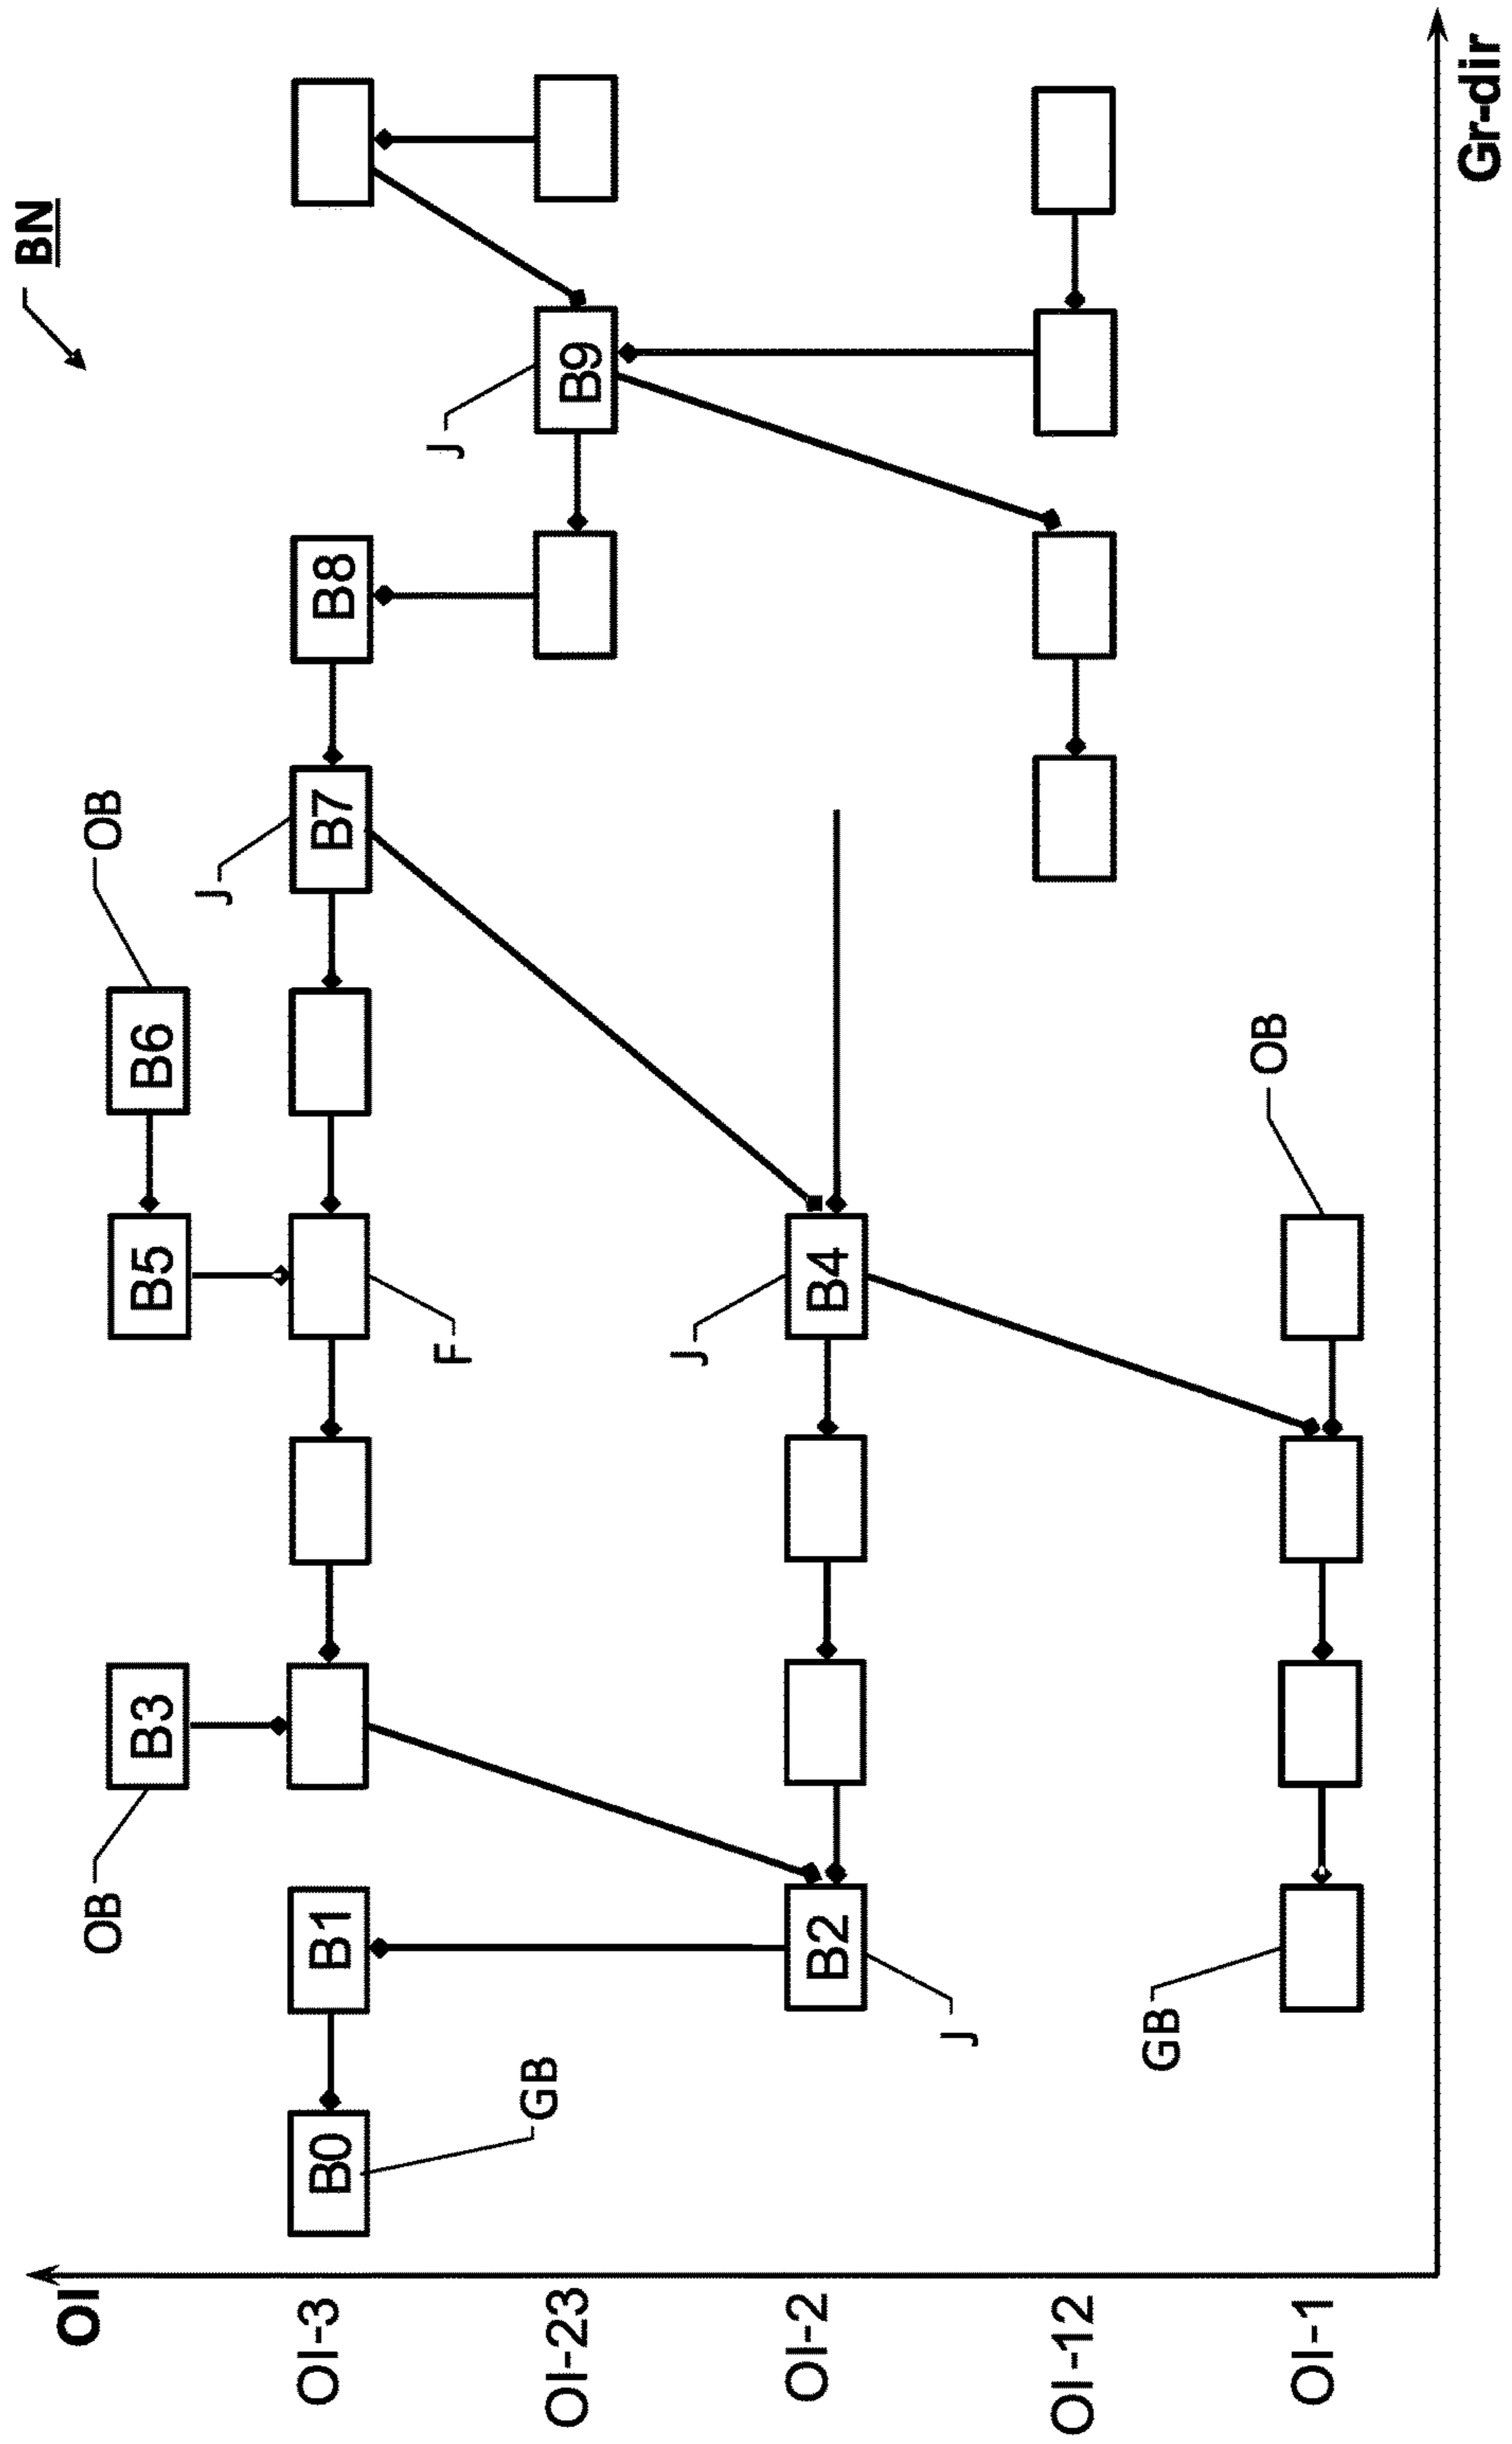 BN
OI
OB
OB
B3
B5
B6
J
OI-3
B0
B1
B7
B8
F
J
GB
OI-23
B9
J
OI-2
B2
B4
J
OI-12
GB
OB
OI-1
Gr-dir